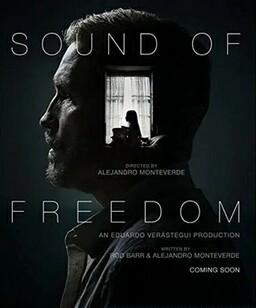 SOUND OF
DIRECTED BY
ALEJANDRO MONTEVERDE
FREEDOM
AN EDUARDO VERÁSTEGUI PRODUCTION
WRITTEN BY
ROD BARR & ALEJANDRO MONTEVERDE
COMING SOON